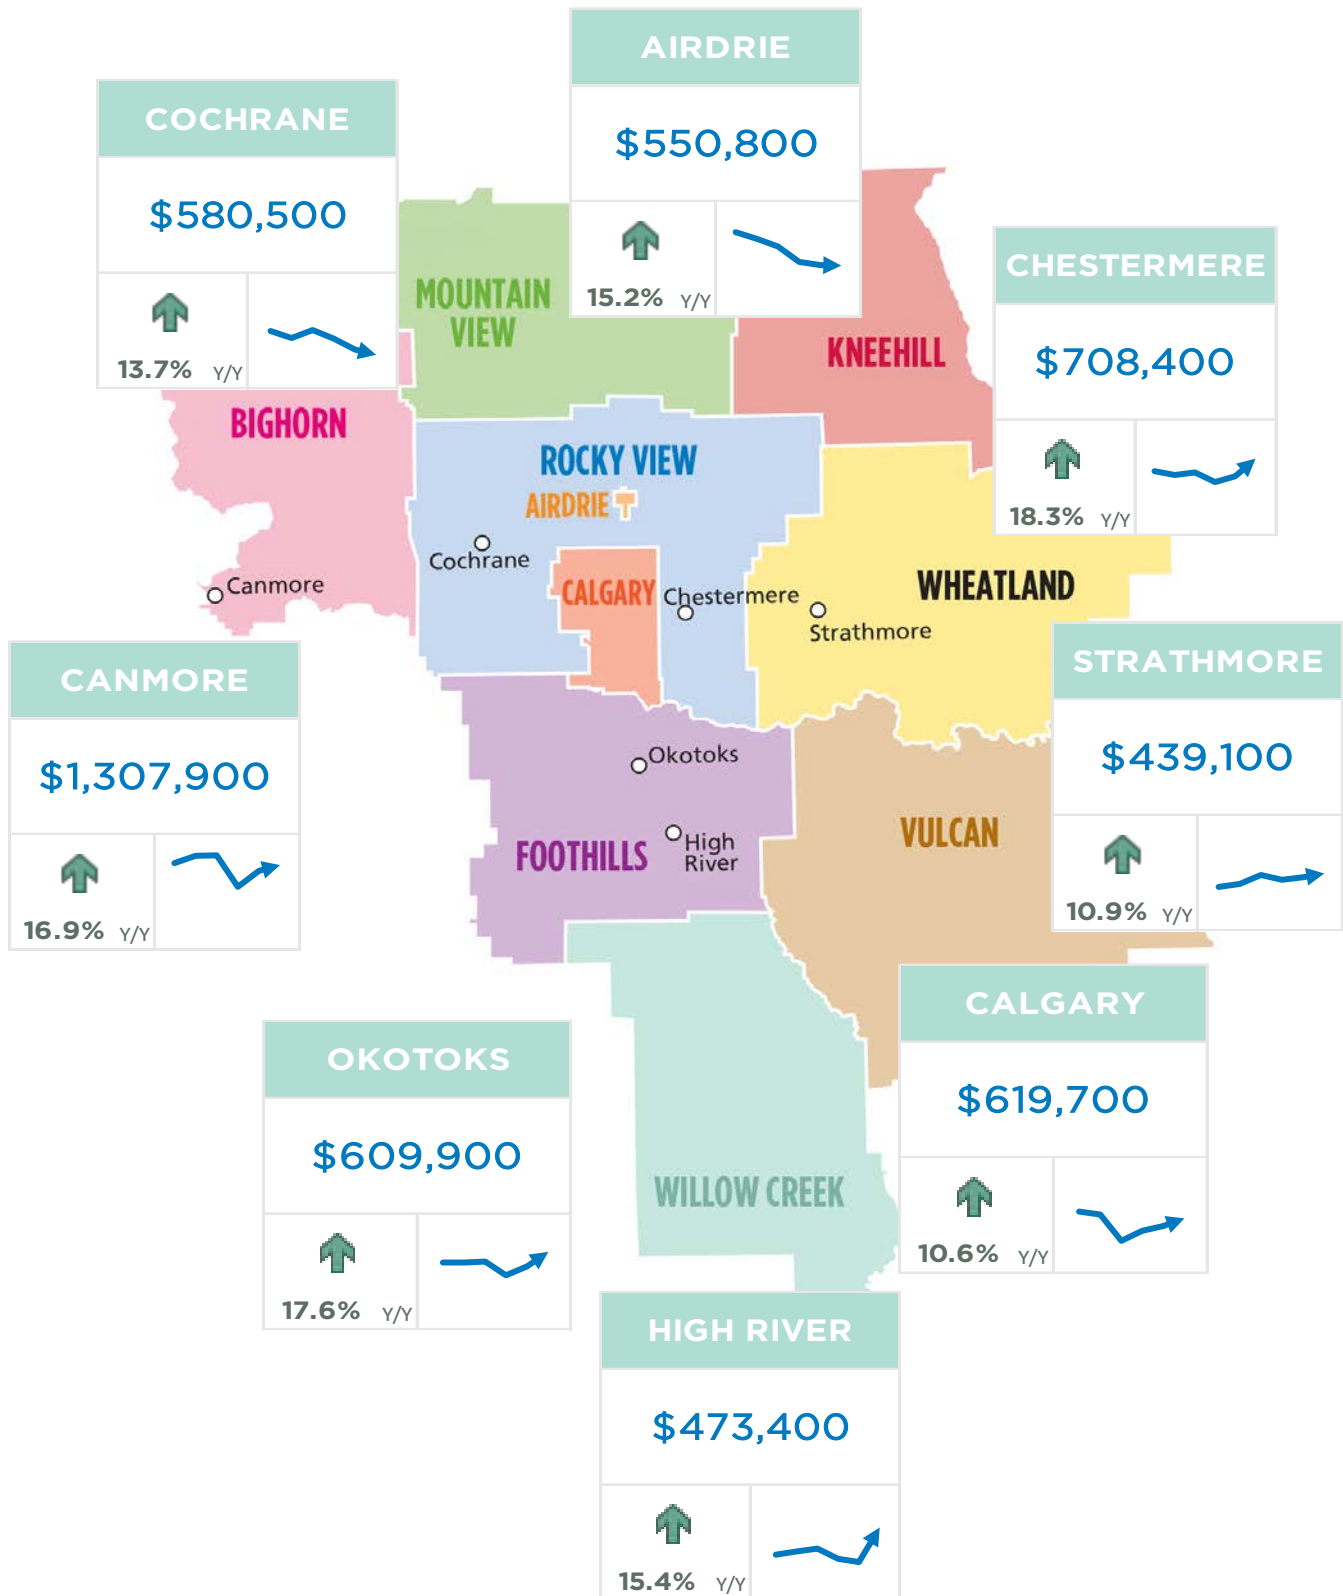 AIRDRIE
$550,800
15.2% Y/Y
COCHRANE
$580,500
13.7% Y/Y
CHESTERMERE
$708,400
18.3% Y/Y
MOUNTAIN
VIEW
KNEEHILL
BIGHORN
ROCKY VIEW
AIRDRIE
Cochrane
Canmore
CALGARY
Chestermere
WHEATLAND
Strathmore
CANMORE
$1,307,900
16.9% Y/Y
STRATHMORE
$439,100
10.9% Y/Y
Okotoks
High
River
FOOTHILLS
VULCAN
CALGARY
$619,700
10.6% Y/Y
OKOTOKS
$609,900
17.6% Y/Y
WILLOW CREEK
HIGH RIVER
$473,400
15.4% Y/Y